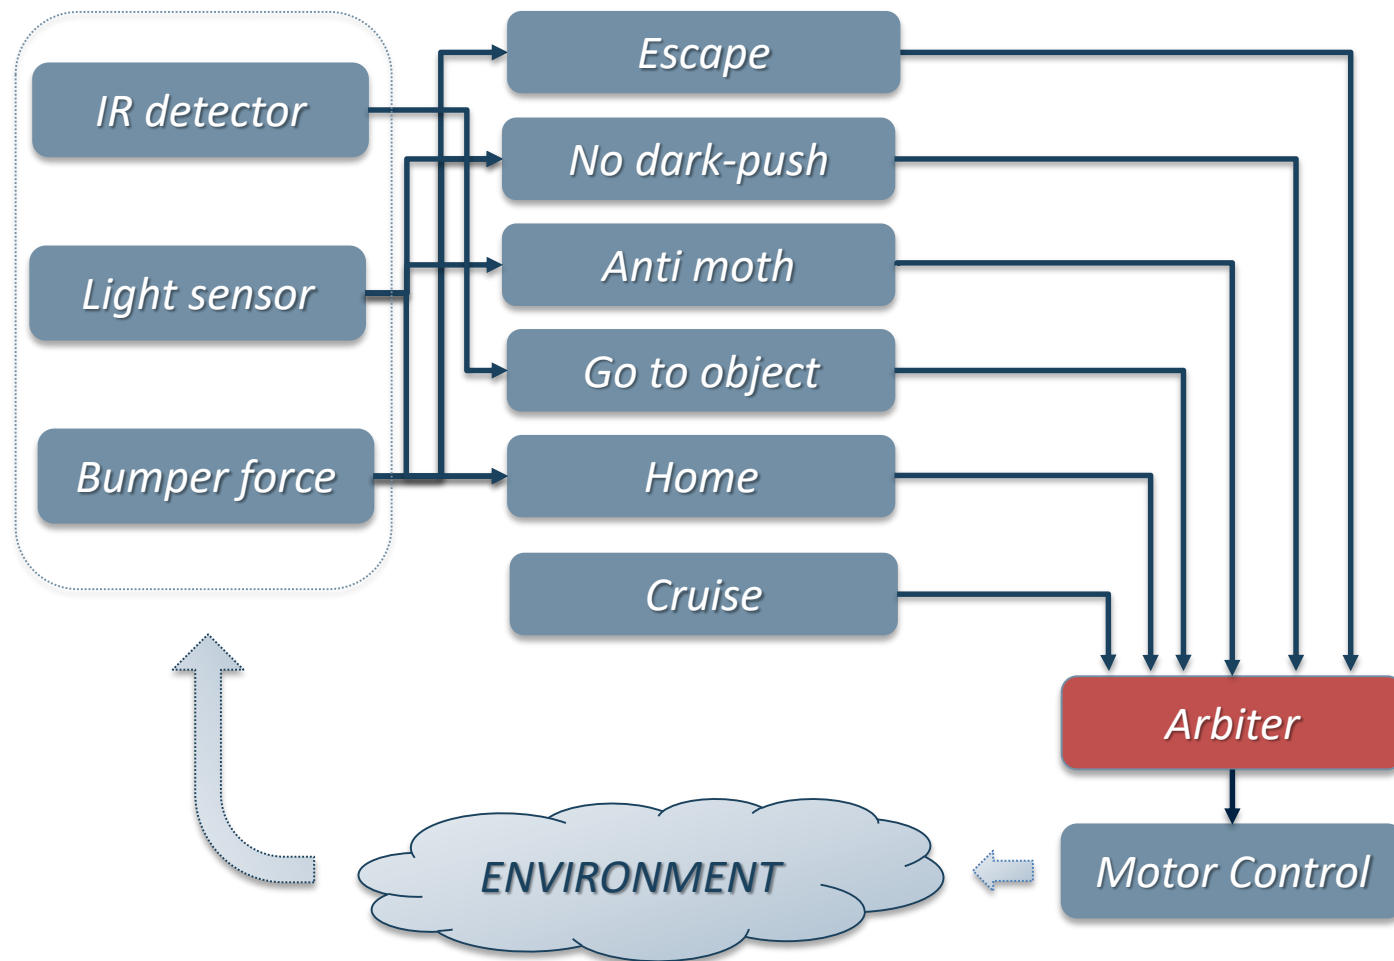 IR detector
Light sensor
Bumper force
Escape
No dark-push
Anti moth
Go to object
Home
Cruise
Arbiter
Motor Control
ENVIRONMENT